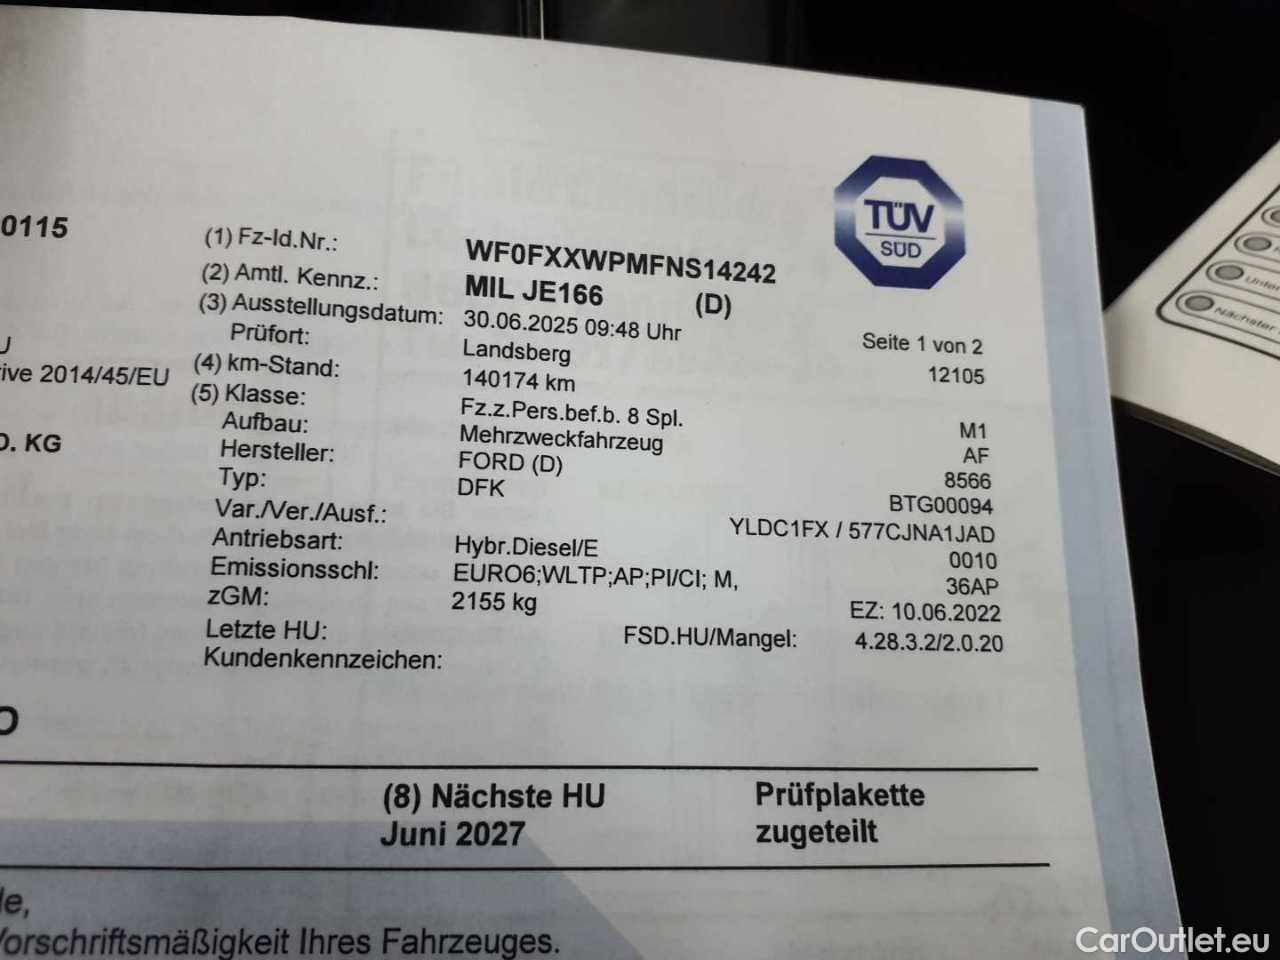 TÜV
SÜD
0115
(1) Fz-Id.Nr.: WF0FXXWPMFNS14242
(2) Amtl. Kennz.: MIL JE166 (D)
(3) Ausstellungsdatum: 30.06.2025 09:48 Uhr Seite 1 von 2
Prüfort: Landsberg 12105
(4) km-Stand: 140174 km
ive 2014/45/EU
(5) Klasse: Fz.z.Pers.bef.b. 8 Spl. M1
Aufbau: Mehrzweckfahrzeug AF
O. KG
Hersteller: FORD (D) 8566
Typ: DFK BTG00094
Var./Ver./Ausf.: YLDC1FX / 577CJNA1JAD
Antriebsart: Hybr.Diesel/E 0010
Emissionsschl: EURO6;WLTP;AP;PI/CI; M, 36AP
zGM: 2155 kg EZ: 10.06.2022
Letzte HU: FSD.HU/Mangel: 4.28.3.2/2.0.20
Kundenkennzeichen:
O
(8) Nächste HU Prüfplakette
Juni 2027 zugeteilt
le,
Vorschriftsmäßigkeit Ihres Fahrzeuges.
Unter
Nächster
CarOutlet.eu